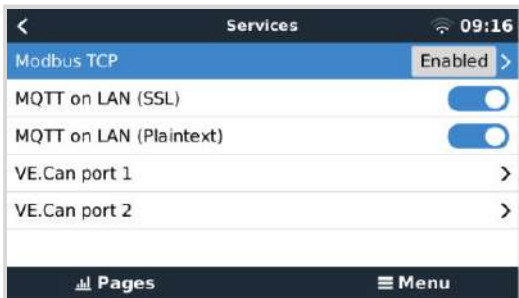 Services 09:16
Modbus TCP Enabled
MQTT on LAN (SSL)
MQTT on LAN (Plaintext)
VE.Can port 1
VE.Can port 2
Pages Menu